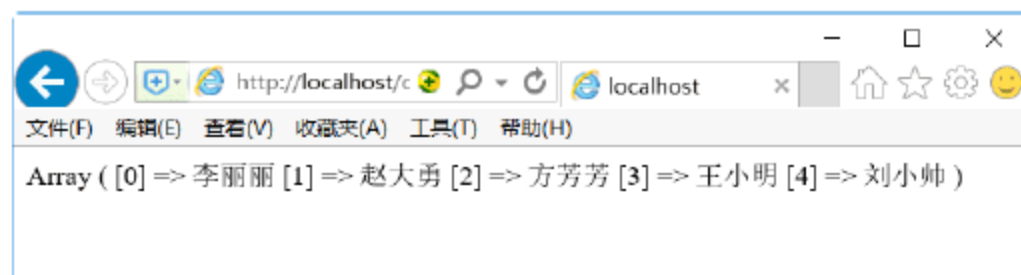 http://localhost/c
localhost
文件(F) 编辑(E) 查看(V) 收藏夹(A) 工具(T) 帮助(H)
Array ( [0] => 李丽丽 [1] => 赵大勇 [2] => 方芳芳 [3] => 王小明 [4] => 刘小帅 )